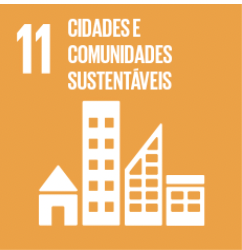 11 CIDADES E
COMUNIDADES
SUSTENTÁVEIS